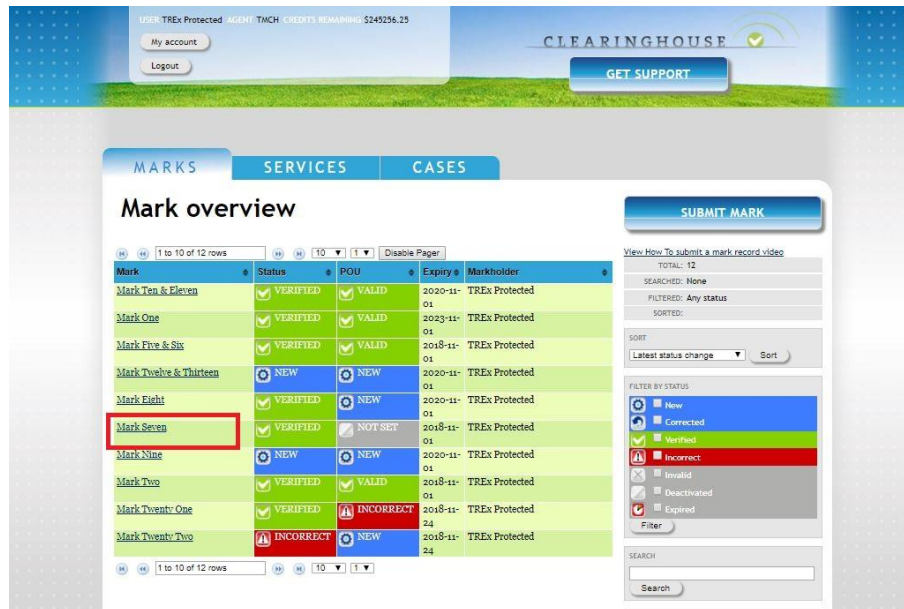 USER TREx Protected AGENT TMCH CREDITS REMAINING $245256.25
My account
Logout
CLEARINGHOUSE
GET SUPPORT
MARKS SERVICES CASES
Mark overview
SUBMIT MARK
1 to 10 of 12 rows 10 1 Disable Pager
View How To submit a mark record video
Mark Status POU Expiry Markholder
Mark Ten & Eleven VERIFIED VALID 2020-11-01 TREx Protected
Mark One VERIFIED VALID 2023-11-01 TREx Protected
Mark Five & Six VERIFIED VALID 2018-11-01 TREx Protected
Mark Twelve & Thirteen NEW NEW 2020-11-01 TREx Protected
Mark Eight VERIFIED NEW 2020-11-01 TREx Protected
Mark Seven VERIFIED NOT SET 2018-11-01 TREx Protected
Mark Nine NEW NEW 2020-11-01 TREx Protected
Mark Two VERIFIED VALID 2018-11-01 TREx Protected
Mark Twenty One VERIFIED INCORRECT 2018-11-24 TREx Protected
Mark Twenty Two INCORRECT NEW 2018-11-24 TREx Protected
1 to 10 of 12 rows 10 1
TOTAL: 12
SEARCHED: None
FILTERED: Any status
SORTED:
SORT
Latest status change Sort
FILTER BY STATUS
New
Corrected
Verified
Incorrect
Invalid
Deactivated
Expired
Filter
SEARCH
Search